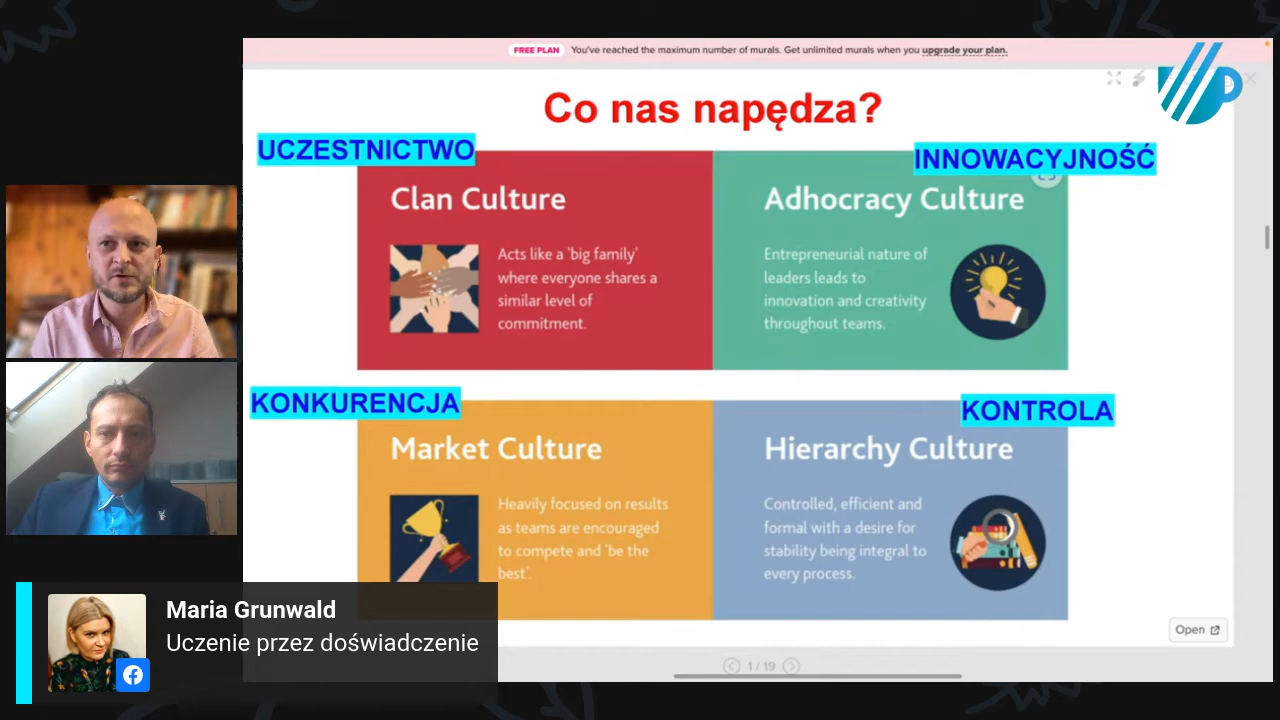 FREE PLAN You've reached the maximum number of murals. Get unlimited murals when you upgrade your plan.
Co nas napędza?
UCZESTNICTWO
INNOWACYJNOŚĆ
Clan Culture
Acts like a 'big family'
where everyone shares a
similar level of
commitment.
Adhocracy Culture
Entrepreneurial nature of
leaders leads to
innovation and creativity
throughout teams.
KONKURENCJA
KONTROLA
Market Culture
Heavily focused on results
as teams are encouraged
to compete and 'be the
best'.
Hierarchy Culture
Controlled, efficient and
formal with a desire for
stability being integral to
every process.
Maria Grunwald
Uczenie przez doświadczenie
Open
1 / 19